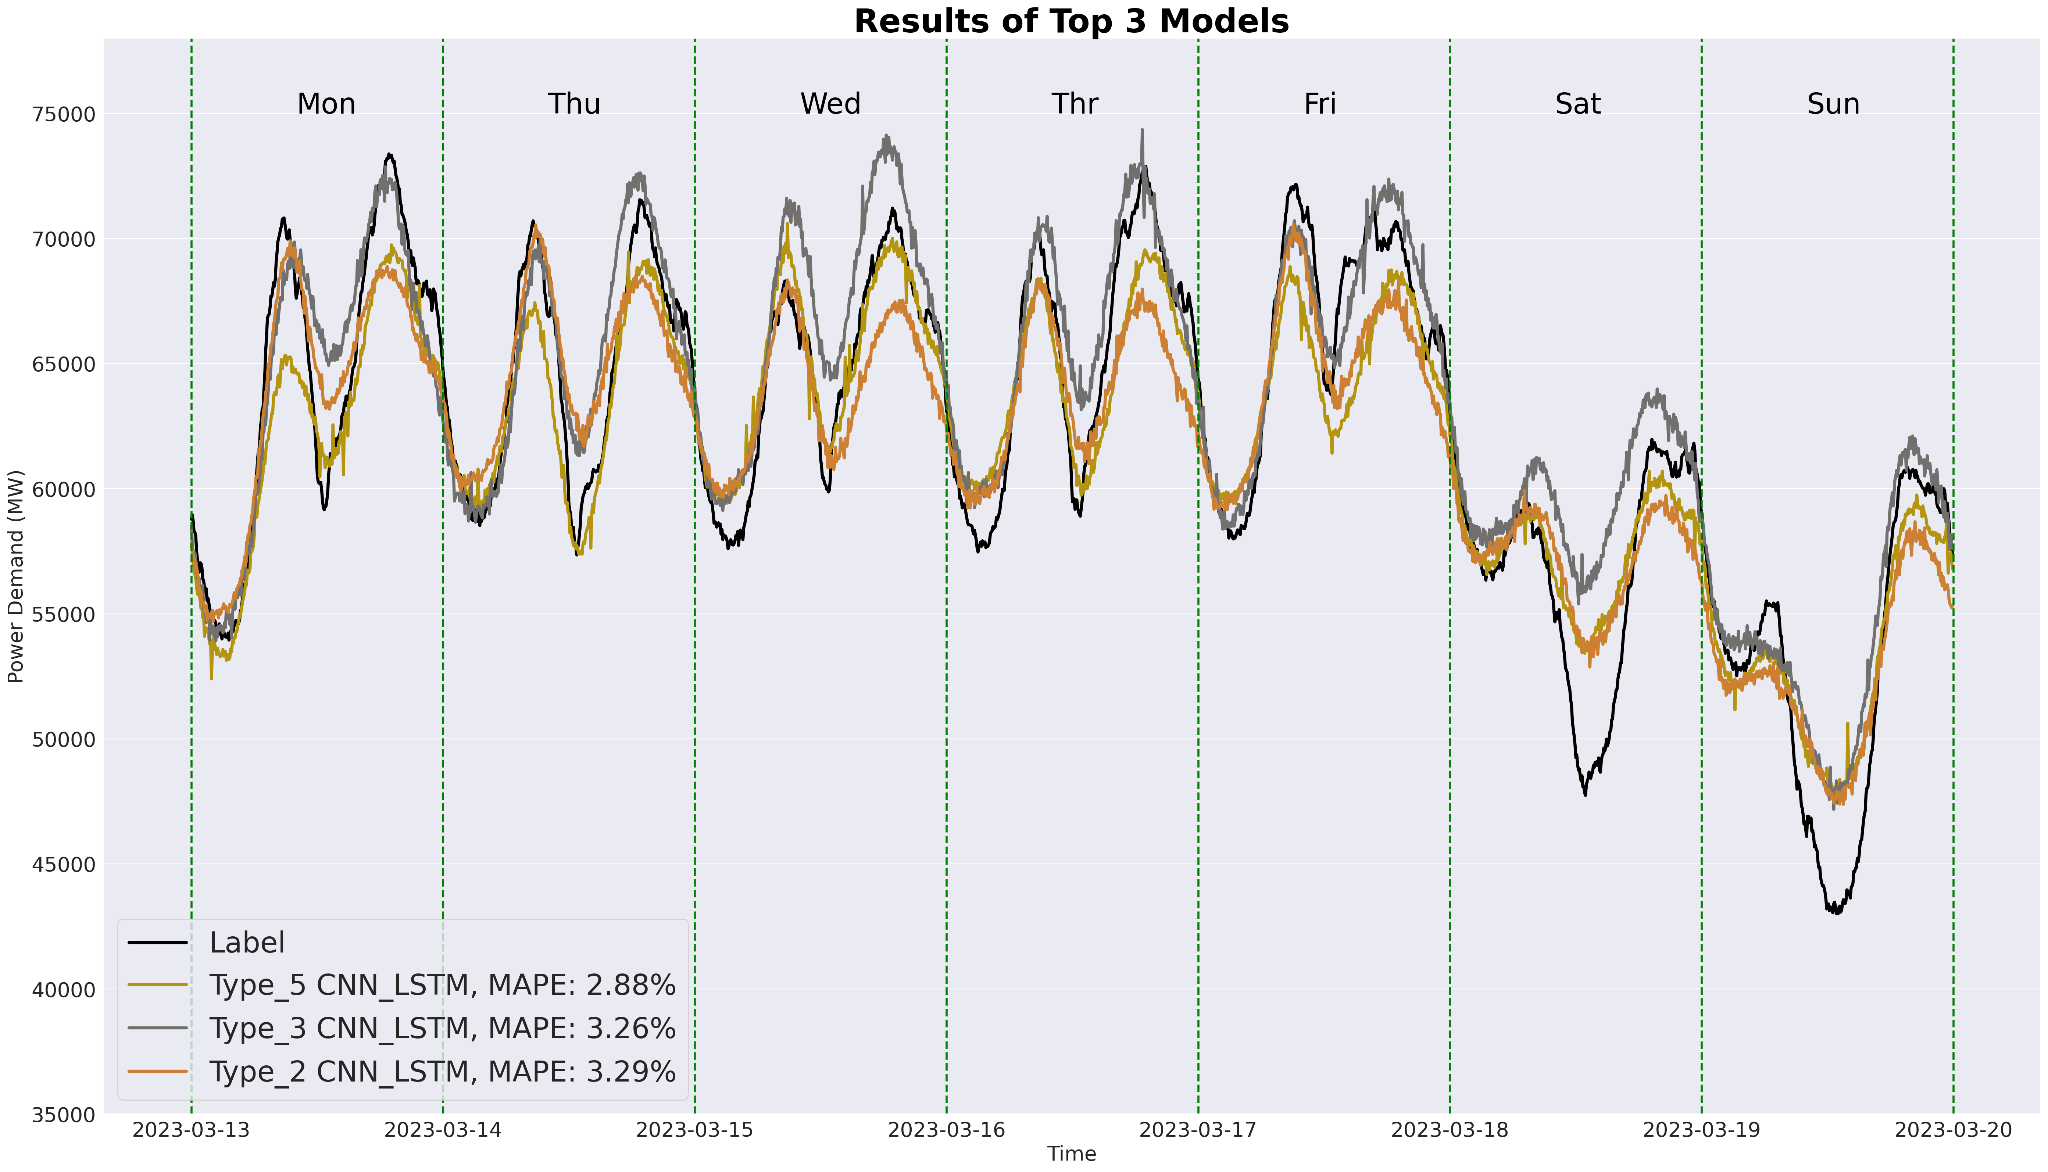 Results of Top 3 Models
Mon Thu Wed Thr Fri Sat Sun
75000
70000
65000
60000
55000
50000
45000
40000
35000
Power Demand (MW)
Label
Type_5 CNN_LSTM, MAPE: 2.88%
Type_3 CNN_LSTM, MAPE: 3.26%
Type_2 CNN_LSTM, MAPE: 3.29%
2023-03-13 2023-03-14 2023-03-15 2023-03-16 2023-03-17 2023-03-18 2023-03-19 2023-03-20
Time